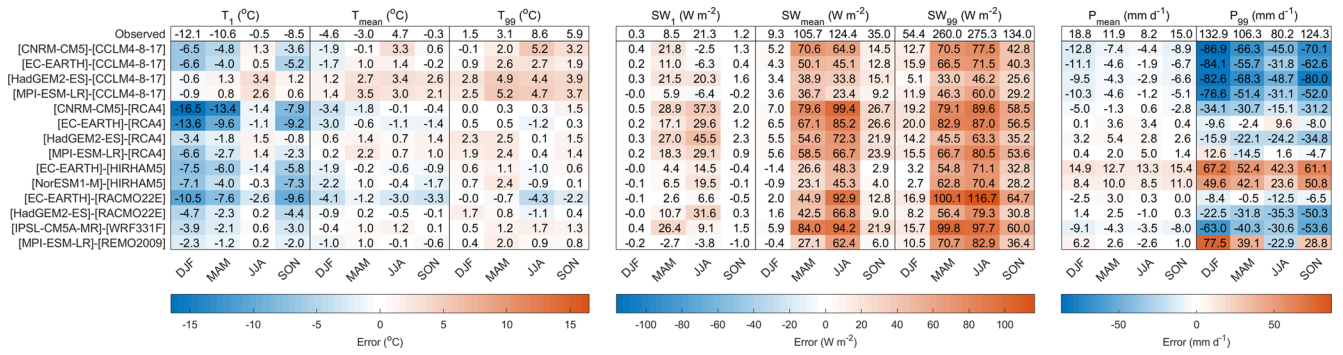 T1 (°C) Tmean (°C) T99 (°C) SW1 (W m-2) SWmean (W m-2) SW99 (W m-2) Pmean (mm d-1) P99 (mm d-1)
Observed -12.1 -10.6 -0.5 -8.5 -4.6 -3.0 4.7 -0.3 1.5 3.1 8.6 5.9 0.3 8.5 21.3 1.2 9.3 105.7 124.4 35.0 54.4 260.0 275.3 134.0 18.8 11.9 8.2 15.0 132.9 106.3 80.2 124.3
[CNRM-CM5]-[CCLM4-8-17] -6.5 -4.8 1.3 -3.6 -1.9 -0.1 3.3 0.6 -0.1 2.0 5.2 3.2 0.4 21.8 -2.5 1.3 5.2 70.6 64.9 14.5 13.3 70.5 77.5 42.8 -12.8 -7.4 -4.4 -8.9 -86.9 -66.3 -45.0 -70.1
[EC-EARTH]-[CCLM4-8-17] -6.6 -4.0 0.5 -5.2 -1.7 1.0 1.4 -0.2 0.9 2.6 2.7 1.9 0.2 11.0 -6.3 0.4 2.7 50.1 45.1 12.8 15.9 66.5 71.5 40.3 -11.1 -5.4 -2.7 -7.7 -84.1 -55.7 -31.8 -62.6
[HadGEM2-ES]-[CCLM4-8-17] -0.6 1.3 3.4 1.2 1.2 2.7 3.4 2.6 2.8 4.9 4.4 3.9 0.3 21.5 20.3 1.6 1.4 38.9 33.8 15.1 3.1 33.0 46.2 25.6 -9.5 -4.3 -2.9 -6.6 -82.6 -68.3 -48.7 -80.0
[MPI-ESM-LR]-[CCLM4-8-17] -0.9 0.8 2.6 0.6 1.4 3.5 3.0 2.1 2.5 5.2 4.7 3.7 -0.0 5.9 -6.4 -0.2 3.6 36.7 23.4 9.2 11.9 46.3 60.0 29.2 -10.3 -4.6 -1.1 -5.8 -76.6 -51.4 -31.1 -52.0
[CNRM-CM5]-[RCA4] -16.5 -13.4 -1.4 -7.9 -3.4 -1.8 -0.1 -0.4 0.0 0.3 0.3 1.5 0.5 28.9 37.3 2.0 7.0 79.6 99.4 26.7 19.2 79.1 89.6 58.5 -5.0 -1.3 0.6 -3.9 -34.1 -30.7 -15.1 -31.2
[EC-EARTH]-[RCA4] -13.6 -9.6 -1.1 -9.2 -3.0 -0.6 -1.1 -1.4 0.5 0.5 -1.2 0.3 0.2 17.1 29.6 1.2 6.1 67.1 85.2 26.6 20.0 82.9 87.0 56.5 -0.1 2.2 2.9 -0.2 -9.6 -2.4 9.6 -8.0
[HadGEM2-ES]-[RCA4] -3.4 -1.8 1.5 -0.8 0.6 1.4 0.7 1.4 2.3 2.5 0.1 1.5 0.3 27.0 45.5 2.3 5.5 54.6 72.3 21.4 9.7 45.5 63.3 35.2 3.2 5.4 2.8 2.6 -15.9 -22.1 -24.2 -34.8
[MPI-ESM-LR]-[RCA4] -6.6 -2.7 1.4 -2.3 -0.2 2.2 0.7 1.0 1.9 2.4 0.4 1.4 0.2 18.3 29.1 0.9 6.1 58.5 66.7 23.9 15.5 66.7 80.5 53.6 0.4 2.0 5.0 1.4 12.6 -14.5 1.6 -4.7
[EC-EARTH]-[HIRHAM5] -7.5 -6.0 -1.4 -5.8 -1.9 -0.2 -0.6 -0.9 0.6 1.1 -1.0 0.6 -0.0 4.4 14.5 -0.4 -1.4 26.6 48.3 2.9 3.3 54.8 71.1 32.8 14.9 12.7 13.3 15.4 67.2 52.4 42.3 61.1
[NorESM1-M]-[HIRHAM5] -7.1 -4.0 -0.3 -7.3 -2.2 1.0 -0.4 -1.7 0.7 2.4 -0.9 0.1 -0.1 6.5 19.5 -0.1 -2.9 23.1 45.3 4.0 0.7 62.8 70.4 28.2 8.4 10.0 8.5 11.0 49.6 42.1 23.6 50.8
[EC-EARTH]-[RACMO22E] -10.5 -7.6 -2.6 -9.6 -4.1 -1.2 -3.0 -3.3 -0.0 -0.7 -4.3 -2.2 -0.1 2.6 6.6 -0.5 2.0 44.9 92.9 12.8 16.9 100.1 116.7 64.7 -2.5 3.0 0.3 0.0 -8.4 -0.5 -12.5 -6.5
[HadGEM2-ES]-[RACMO22E] -4.7 -2.3 0.2 -4.4 -0.9 0.2 -0.5 -0.1 1.7 0.8 -1.1 0.4 -0.0 10.7 31.6 0.3 1.6 42.5 66.8 9.0 8.2 56.4 79.3 30.8 -0.7 3.7 -0.9 0.7 -22.5 -31.8 -35.3 -50.3
[IPSL-CM5A-MR]-[WRF331F] -3.9 -2.1 0.6 -3.0 -0.6 1.2 0.1 -0.1 0.4 1.6 1.7 1.2 0.4 26.4 9.1 1.5 5.9 84.0 94.2 21.9 15.7 99.8 97.7 60.0 -9.1 -4.3 -3.5 -5.8 -63.0 -40.3 -30.6 -53.6
[MPI-ESM-LR]-[REMO2009] -2.3 -1.2 0.2 -2.0 -1.0 1.0 -0.1 -0.6 0.4 2.0 0.9 0.8 -0.2 -2.7 -3.8 -1.0 -0.4 27.1 62.4 6.0 10.5 70.7 82.9 36.4 6.2 2.6 -2.6 1.0 77.5 39.1 -22.9 28.8
DJF MAM JJA SON DJF MAM JJA SON DJF MAM JJA SON DJF MAM JJA SON DJF MAM JJA SON DJF MAM JJA SON DJF MAM JJA SON DJF MAM JJA SON
-15 -10 -5 0 5 10 15 -100 -80 -60 -40 -20 0 20 40 60 80 100 -50 0 50
Error (°C) Error (W m-2) Error (mm d-1)